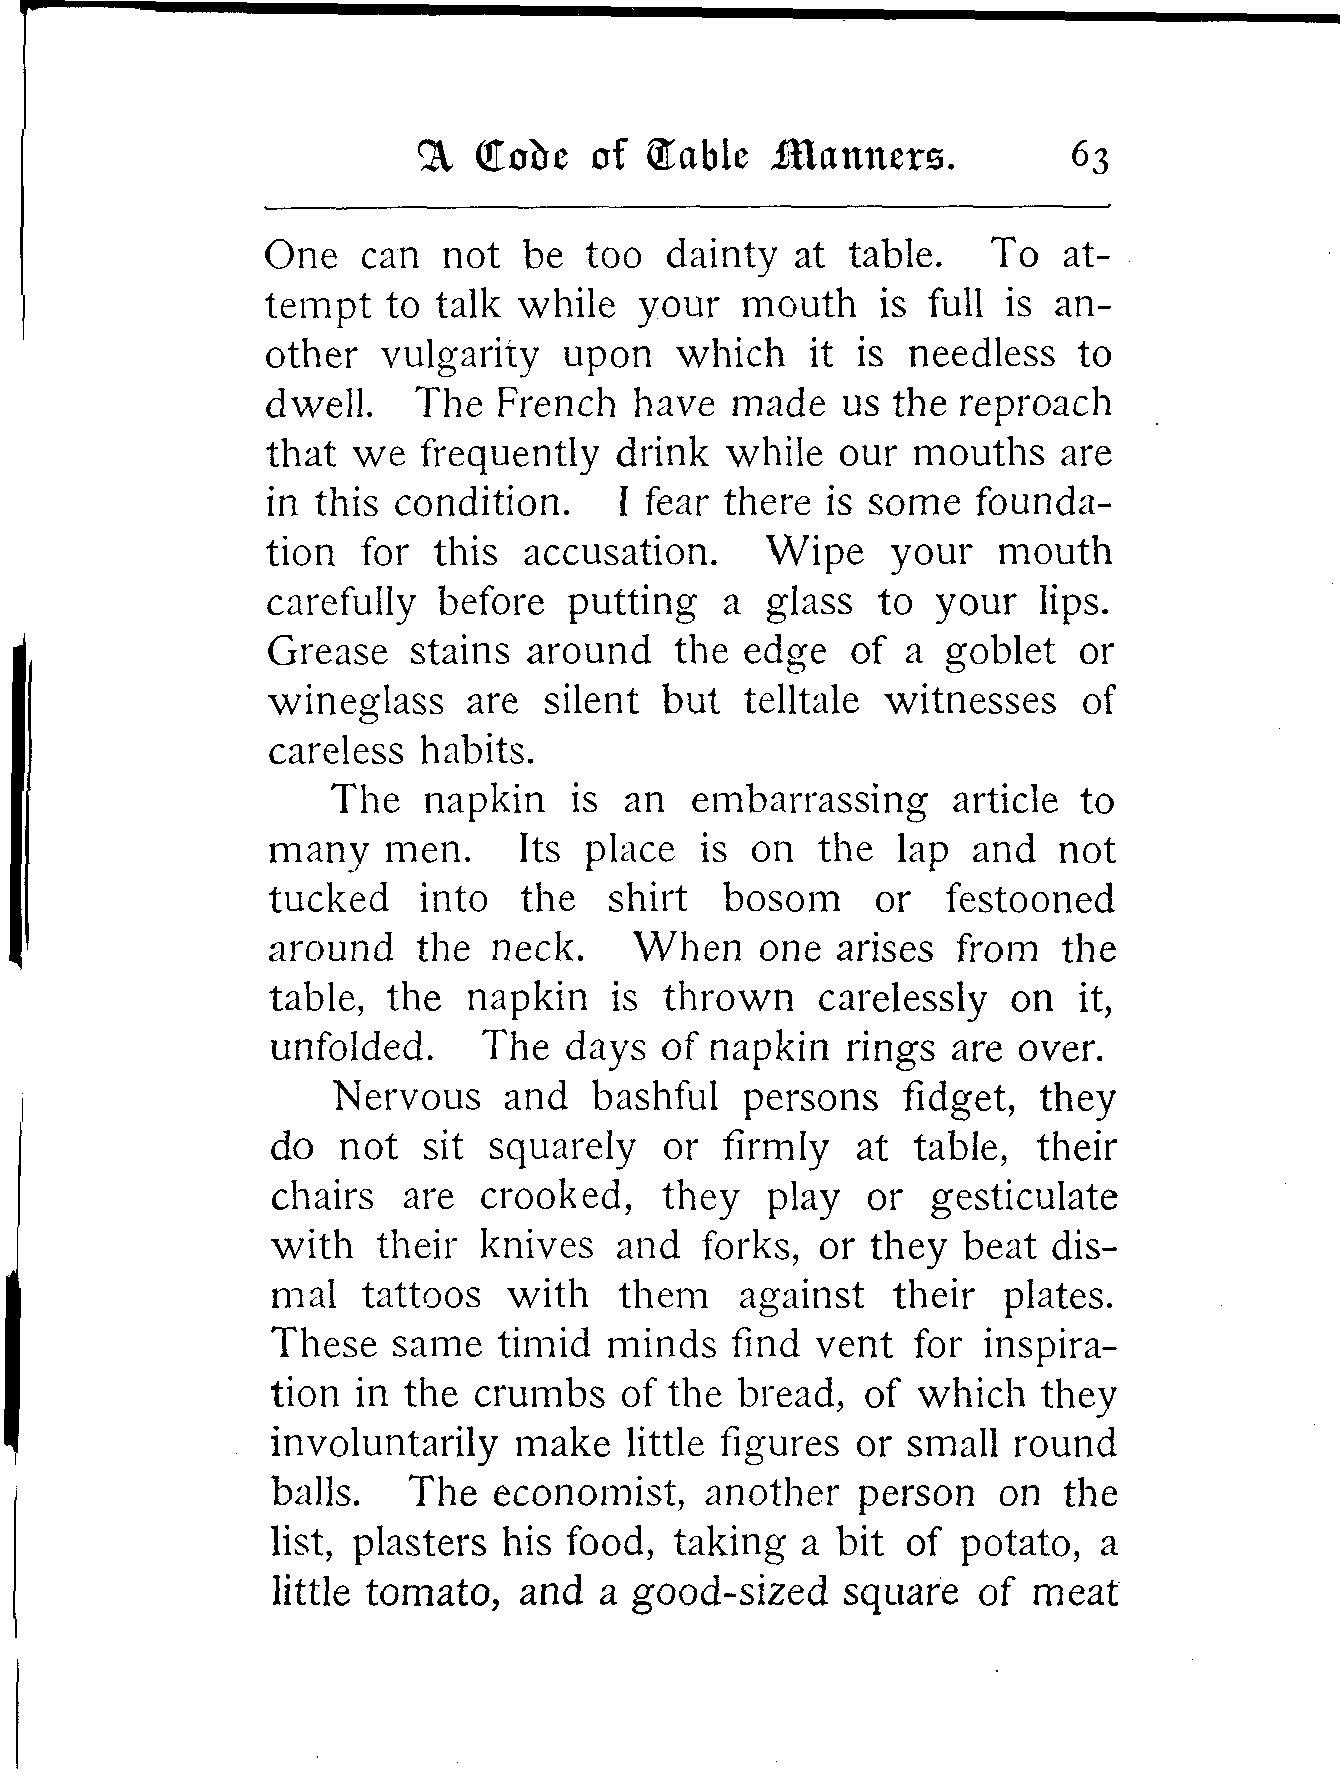 A Code of Table Manners. 63
One can not be too dainty at table. To at-
tempt to talk while your mouth is full is an-
other vulgarity upon which it is needless to
dwell. The French have made us the reproach
that we frequently drink while our mouths are
in this condition. I fear there is some founda-
tion for this accusation. Wipe your mouth
carefully before putting a glass to your lips.
Grease stains around the edge of a goblet or
wineglass are silent but telltale witnesses of
careless habits.
The napkin is an embarrassing article to
many men. Its place is on the lap and not
tucked into the shirt bosom or festooned
around the neck. When one arises from the
table, the napkin is thrown carelessly on it,
unfolded. The days of napkin rings are over.
Nervous and bashful persons fidget, they
do not sit squarely or firmly at table, their
chairs are crooked, they play or gesticulate
with their knives and forks, or they beat dis-
mal tattoos with them against their plates.
These same timid minds find vent for inspira-
tion in the crumbs of the bread, of which they
involuntarily make little figures or small round
balls. The economist, another person on the
list, plasters his food, taking a bit of potato, a
little tomato, and a good-sized square of meat